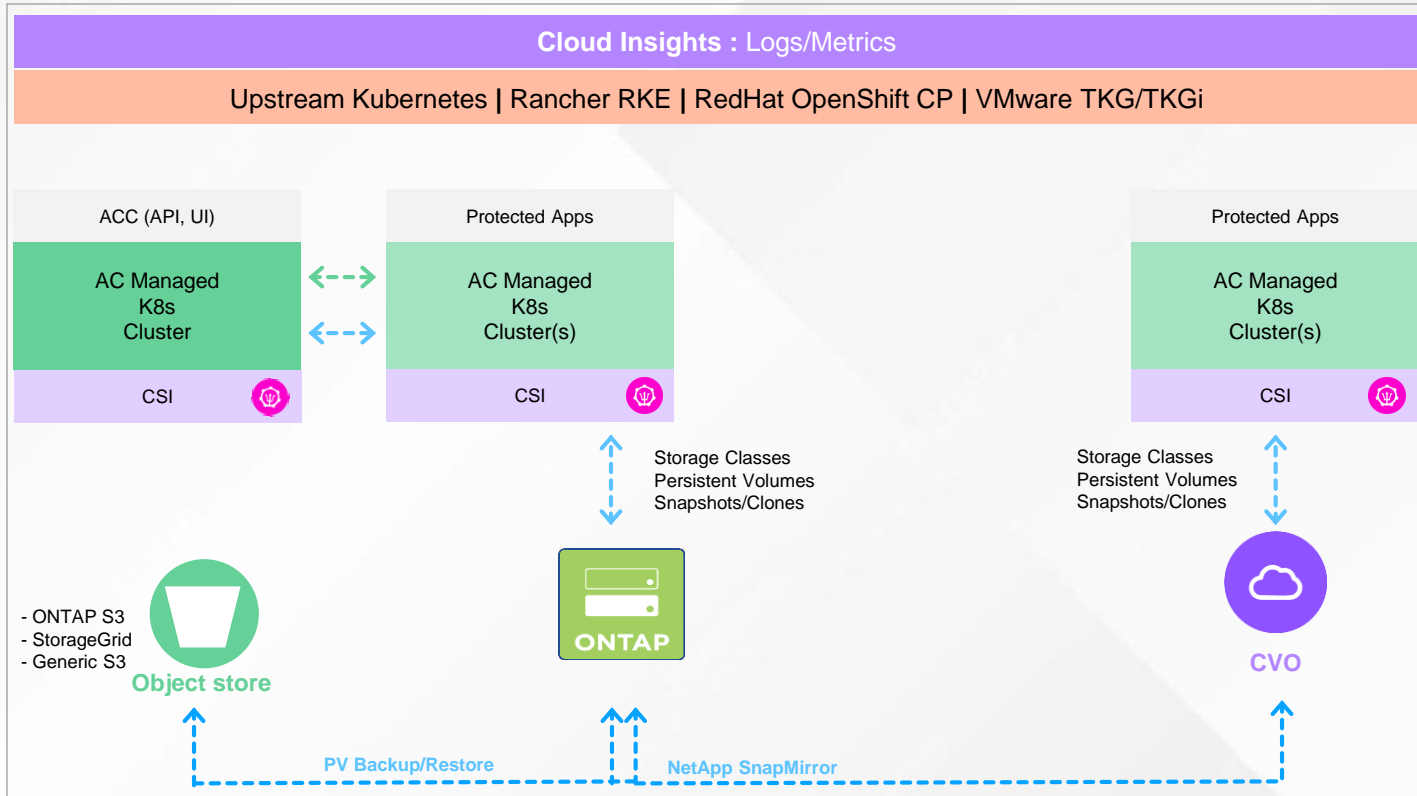 Cloud Insights : Logs/Metrics
Upstream Kubernetes | Rancher RKE | RedHat OpenShift CP | VMware TKG/TKGi
ACC (API, UI)
AC Managed
K8s
Cluster
CSI
Protected Apps
AC Managed
K8s
Cluster(s)
CSI
Protected Apps
AC Managed
K8s
Cluster(s)
CSI
Storage Classes
Persistent Volumes
Snapshots/Clones
Storage Classes
Persistent Volumes
Snapshots/Clones
- ONTAP S3
- StorageGrid
- Generic S3
Object store
ONTAP
CVO
PV Backup/Restore
NetApp SnapMirror